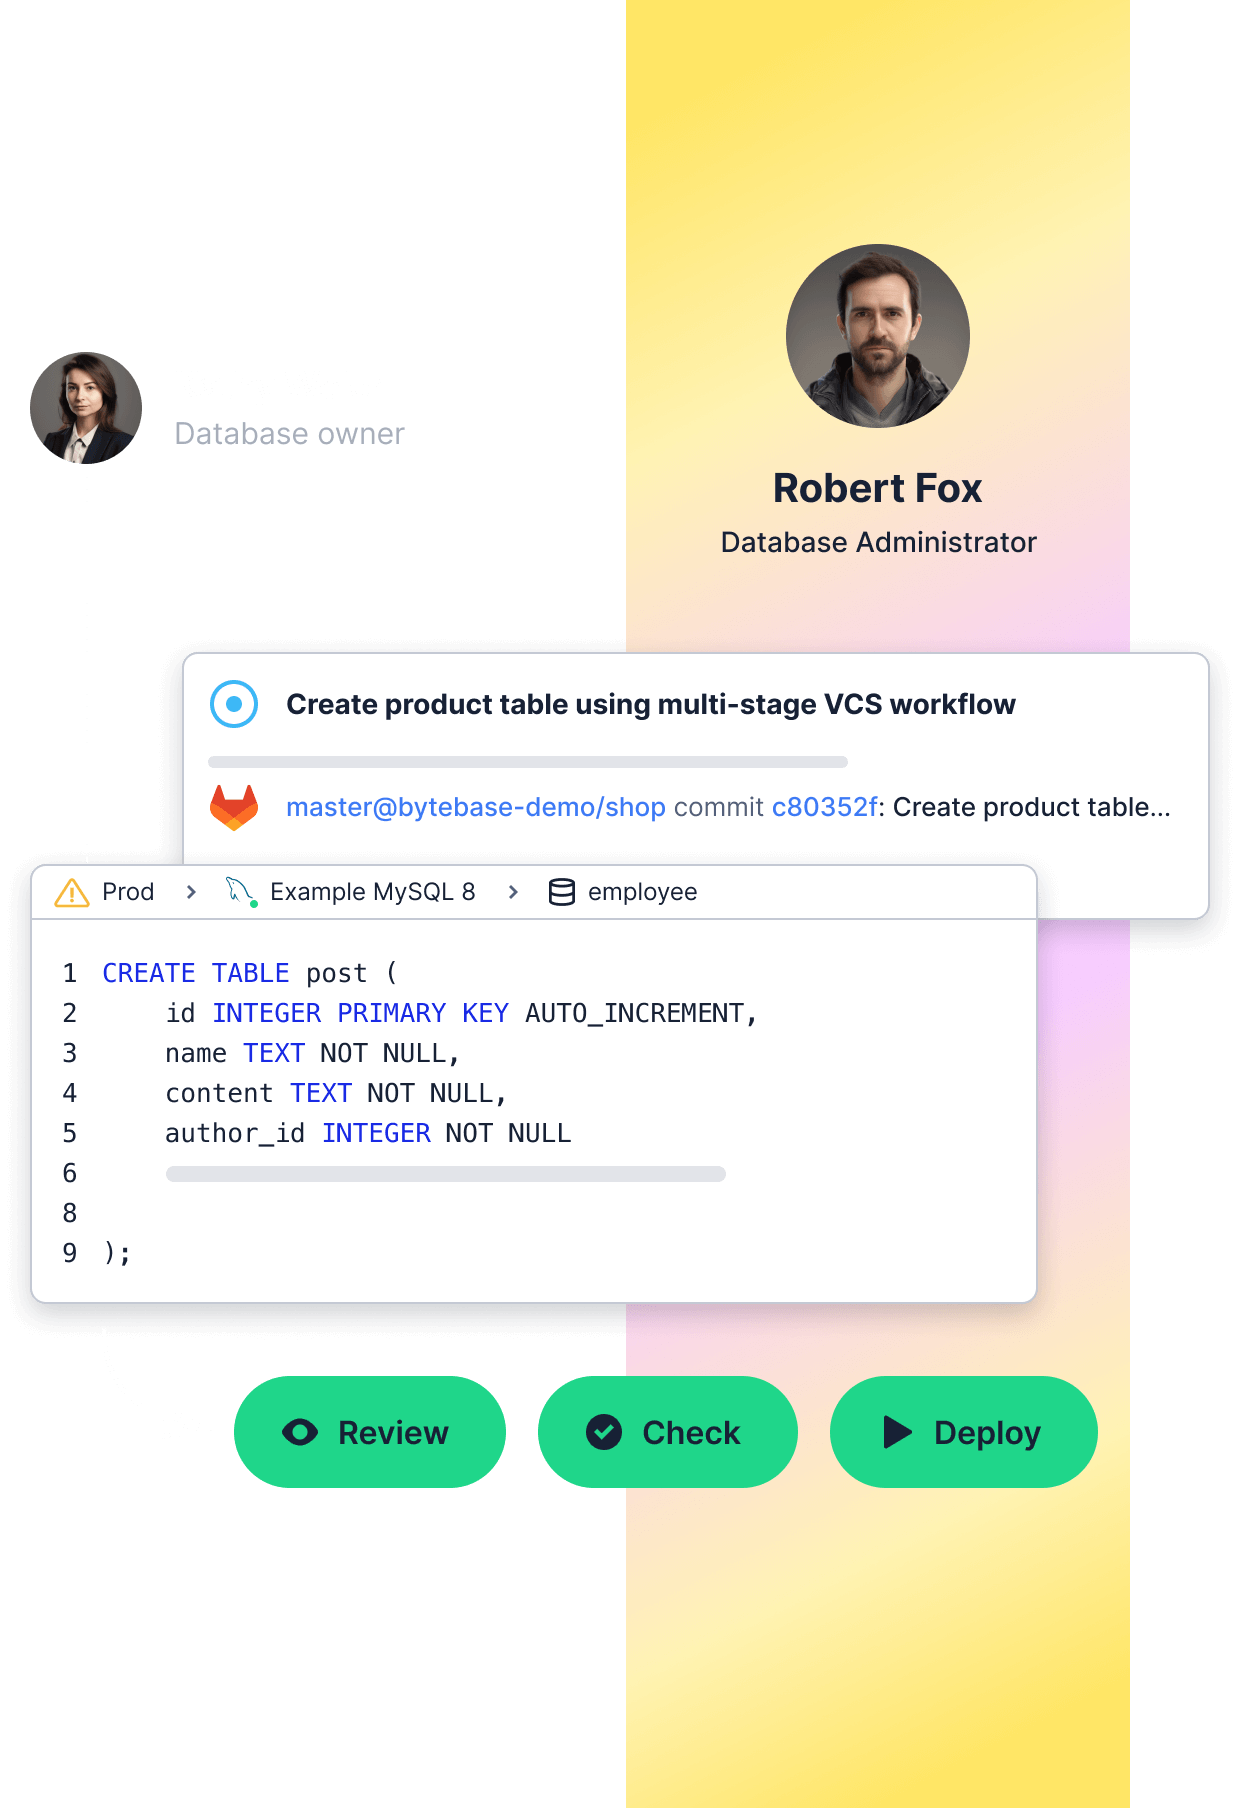 Database owner
Robert Fox
Database Administrator
Create product table using multi-stage VCS workflow
master@bytebase-demo/shop commit c80352f: Create product table...
Prod > Example MySQL 8 > employee
1 CREATE TABLE post (
2 id INTEGER PRIMARY KEY AUTO_INCREMENT,
3 name TEXT NOT NULL,
4 content TEXT NOT NULL,
5 author_id INTEGER NOT NULL
6
8
9 );
Review Check Deploy